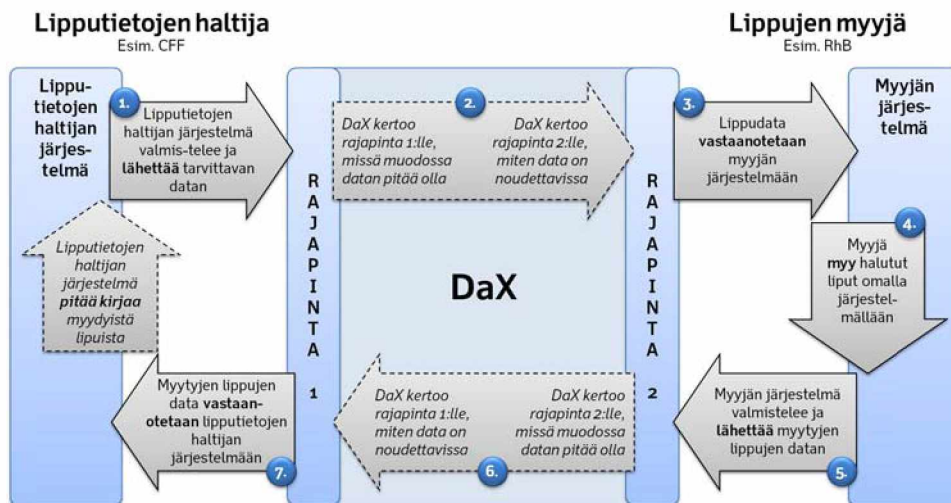 Lipputietojen haltija
Esim. CFF
Lippujen myyjä
Esim. RhB
Lippu-
tietojen
haltijan
järjes-
telmä
1.
Lipputietojen
haltijan järjestelmä
valmis-telee ja
lähettää tarvittavan
datan
RAJAPINTA 1
2.
DaX kertoo
rajapinta 1:lle,
missä muodossa
datan pitää olla
DaX kertoo
rajapinta 2:lle,
miten data on
noudettavissa
RAJAPINTA 2
3.
Lippudata
vastaanotetaan
myyjän
järjestelmään
Myyjän
järjes-
telmä
4.
Myyjä
myy halutut
liput omalla
järjestel-
mällään
DaX
Lipputietojen
haltijan
järjestelmä
pitää kirjaa
myydyistä
lipuista
Myytyjen lippujen
data vastaan-
otetaan lipputietojen
haltijan
järjestelmään
7.
DaX kertoo
rajapinta 1:lle,
miten data on
noudettavissa
DaX kertoo
rajapinta 2:lle,
missä muodossa
datan pitää olla
6.
Myyjän järjestelmä
valmistelee ja
lähettää myytyjen
lippujen datan
5.